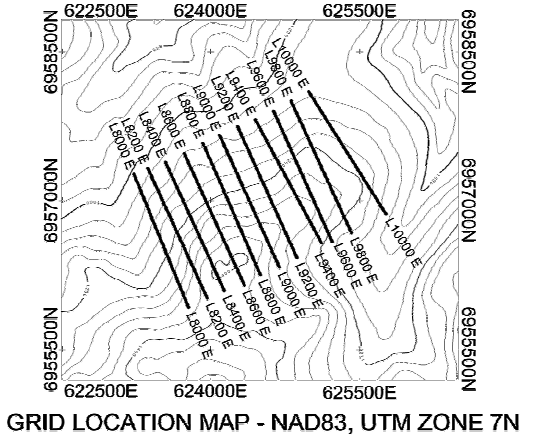 622500E 624000E 625500E
6958500N
6958500N
L10000 E
L9800 E
L9600 E
L9400 E
L9200 E
L9000 E
L8800 E
L8600 E
L8400 E
L8200 E
L8000 E
6957000N
6957000N
L10000 E
L9800 E
L9600 E
L9400 E
L9200 E
L9000 E
L8800 E
L8600 E
L8400 E
L8200 E
L8000 E
6955500N
6955500N
622500E 624000E 625500E
GRID LOCATION MAP - NAD83, UTM ZONE 7N